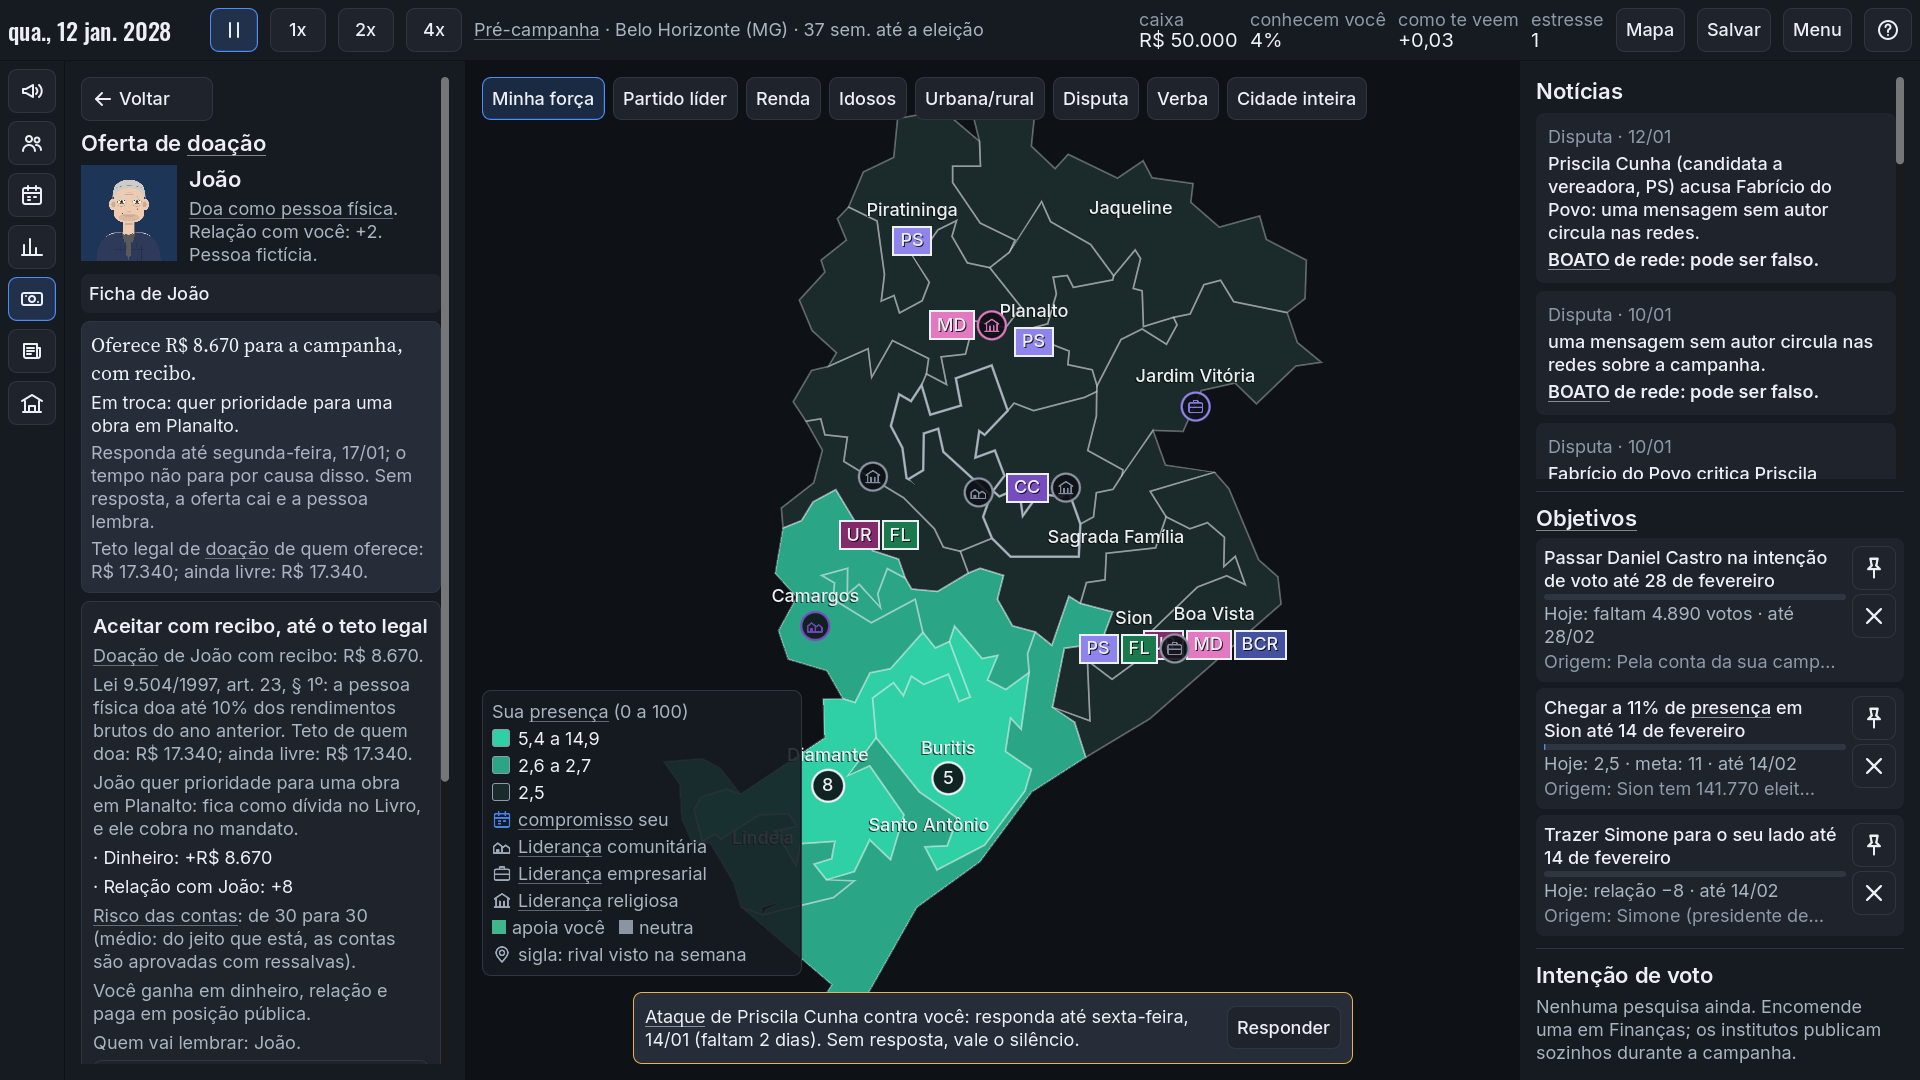 qua., 12 jan. 2028
1x
2x
4x
Pré-campanha · Belo Horizonte (MG) · 37 sem. até a eleição
caixa
R$ 50.000
conhecem você
4%
como te veem
+0,03
estresse
1
Mapa
Salvar
Menu
Voltar
Oferta de doação
João
Doa como pessoa física.
Relação com você: +2.
Pessoa fictícia.
Ficha de João
Oferece R$ 8.670 para a campanha,
com recibo.
Em troca: quer prioridade para uma
obra em Planalto.
Responda até segunda-feira, 17/01; o
tempo não para por causa disso. Sem
resposta, a oferta cai e a pessoa
lembra.
Teto legal de doação de quem oferece:
R$ 17.340; ainda livre: R$ 17.340.
Aceitar com recibo, até o teto legal
Doação de João com recibo: R$ 8.670.
Lei 9.504/1997, art. 23, § 1º: a pessoa
física doa até 10% dos rendimentos
brutos do ano anterior. Teto de quem
doa: R$ 17.340; ainda livre: R$ 17.340.
João quer prioridade para uma obra
em Planalto: fica como dívida no Livro,
e ele cobra no mandato.
· Dinheiro: +R$ 8.670
· Relação com João: +8
Risco das contas: de 30 para 30
(médio: do jeito que está, as contas
são aprovadas com ressalvas).
Você ganha em dinheiro, relação e
paga em posição pública.
Quem vai lembrar: João.
Minha força
Partido líder
Renda
Idosos
Urbana/rural
Disputa
Verba
Cidade inteira
Piratininga
PS
Jaqueline
Planalto
MD
PS
Jardim Vitória
CC
Sagrada Família
UR
FL
Camargos
Sion
Boa Vista
PS
FL
MD
BCR
Diamante
8
Buritis
5
Santo Antônio
Lindéia
Sua presença (0 a 100)
5,4 a 14,9
2,6 a 2,7
2,5
compromisso seu
Liderança comunitária
Liderança empresarial
Liderança religiosa
apoia você
neutra
sigla: rival visto na semana
Ataque de Priscila Cunha contra você: responda até sexta-feira,
14/01 (faltam 2 dias). Sem resposta, vale o silêncio.
Responder
Notícias
Disputa · 12/01
Priscila Cunha (candidata a
vereadora, PS) acusa Fabrício do
Povo: uma mensagem sem autor
circula nas redes.
BOATO de rede: pode ser falso.
Disputa · 10/01
uma mensagem sem autor circula nas
redes sobre a campanha.
BOATO de rede: pode ser falso.
Disputa · 10/01
Fabrício do Povo critica Priscila
Objetivos
Passar Daniel Castro na intenção
de voto até 28 de fevereiro
Hoje: faltam 4.890 votos · até
28/02
Origem: Pela conta da sua camp...
Chegar a 11% de presença em
Sion até 14 de fevereiro
Hoje: 2,5 · meta: 11 · até 14/02
Origem: Sion tem 141.770 eleit...
Trazer Simone para o seu lado até
14 de fevereiro
Hoje: relação −8 · até 14/02
Origem: Simone (presidente de...
Intenção de voto
Nenhuma pesquisa ainda. Encomende
uma em Finanças; os institutos publicam
sozinhos durante a campanha.